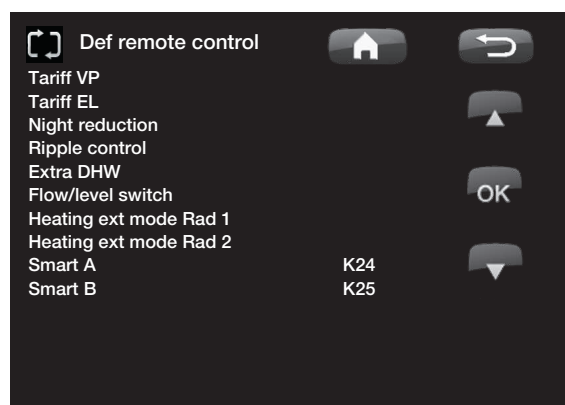 Def remote control
Tariff VP
Tariff EL
Night reduction
Ripple control
Extra DHW
OK
Flow/level switch
Heating ext mode Rad 1
Heating ext mode Rad 2
Smart A K24
Smart B K25